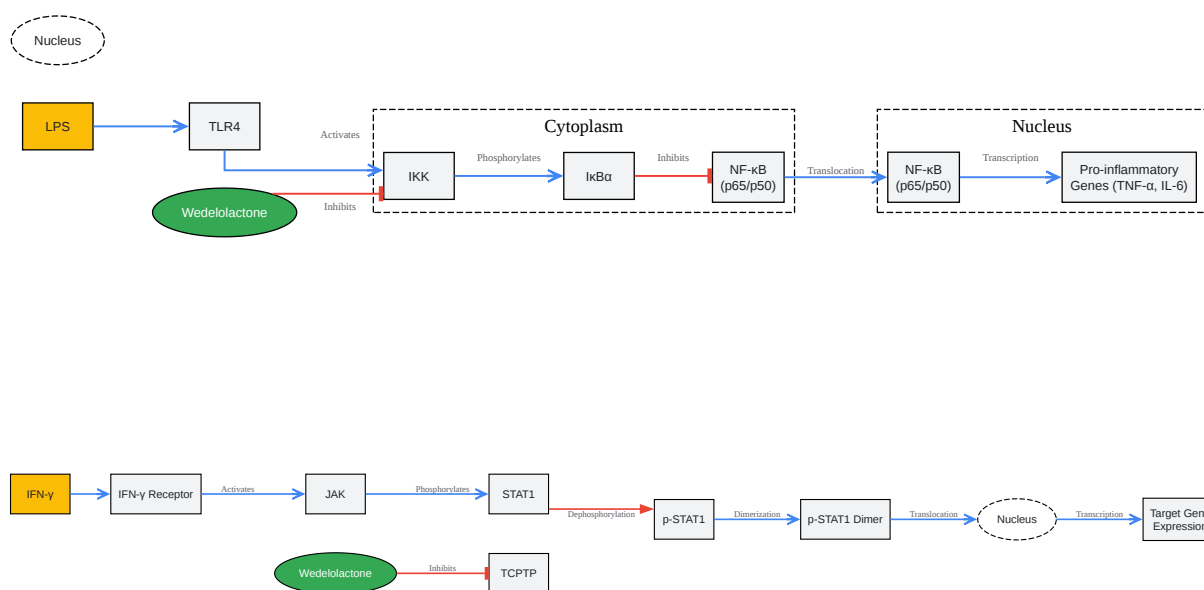 Nucleus
Cytoplasm
Nucleus
LPS
TLR4
Activates
IKK
Phosphorylates
IκBα
Inhibits
NF-κB
(p65/p50)
Translocation
NF-κB
(p65/p50)
Transcription
Pro-inflammatory
Genes (TNF-α, IL-6)
Wedelolactone
Inhibits
IFN-γ
IFN-γ Receptor
Activates
JAK
Phosphorylates
STAT1
Dephosphorylation
p-STAT1
Dimerization
p-STAT1 Dimer
Translocation
Nucleus
Transcription
Target Gen
Expression
Wedelolactone
Inhibits
TCPTP